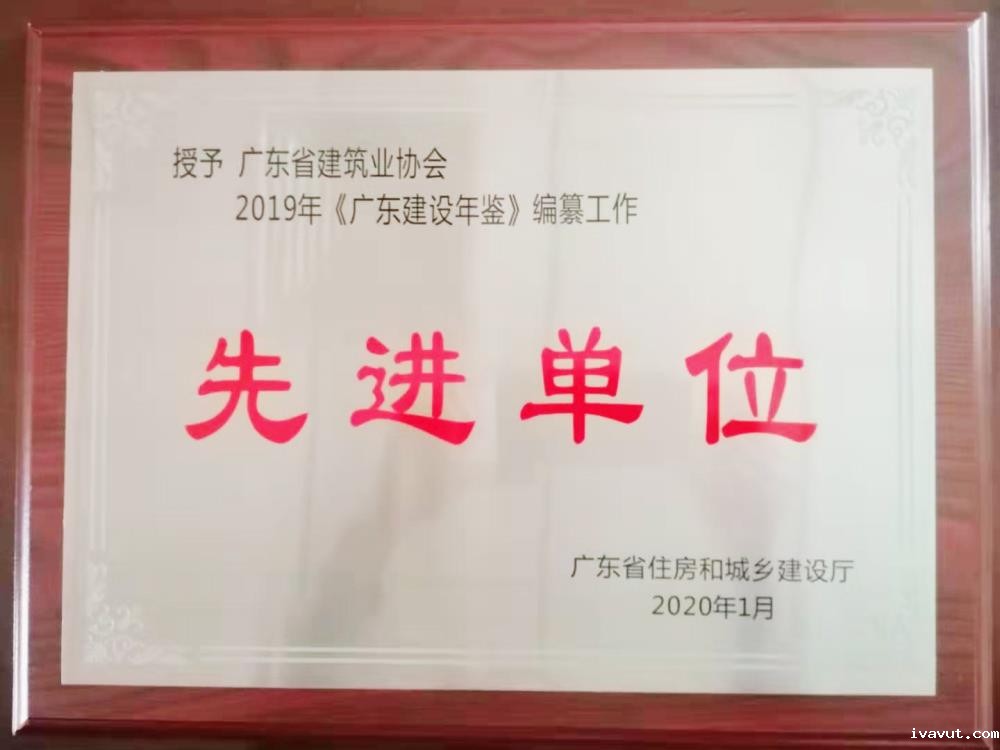 授予 广东省建筑业协会
2019年《广东建设年鉴》编纂工作
先进单位
广东省住房和城乡建设厅
2020年1月
ivavut.com